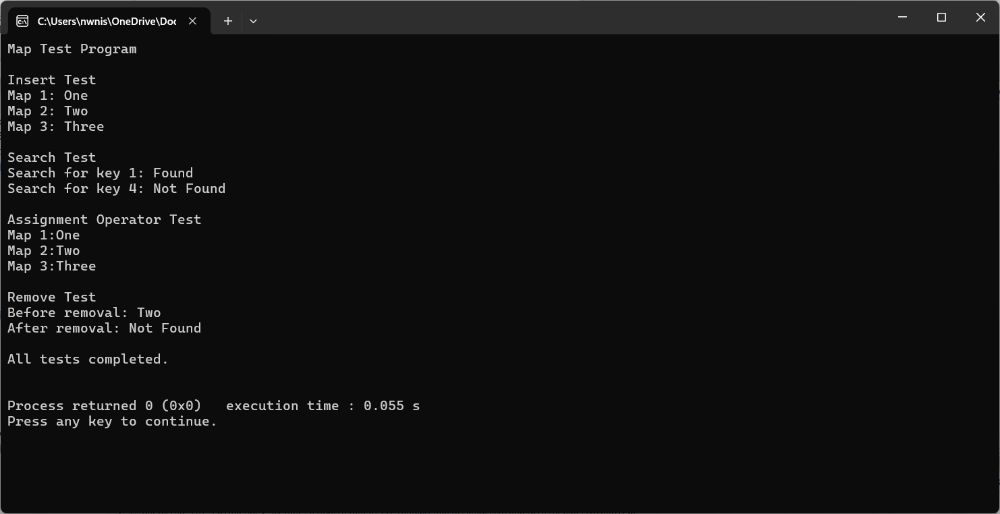 C:\Users\nwnis\OneDrive\Doc
Map Test Program
Insert Test
Map 1: One
Map 2: Two
Map 3: Three
Search Test
Search for key 1: Found
Search for key 4: Not Found
Assignment Operator Test
Map 1:One
Map 2:Two
Map 3:Three
Remove Test
Before removal: Two
After removal: Not Found
All tests completed.
Process returned 0 (0x0)   execution time : 0.055 s
Press any key to continue.